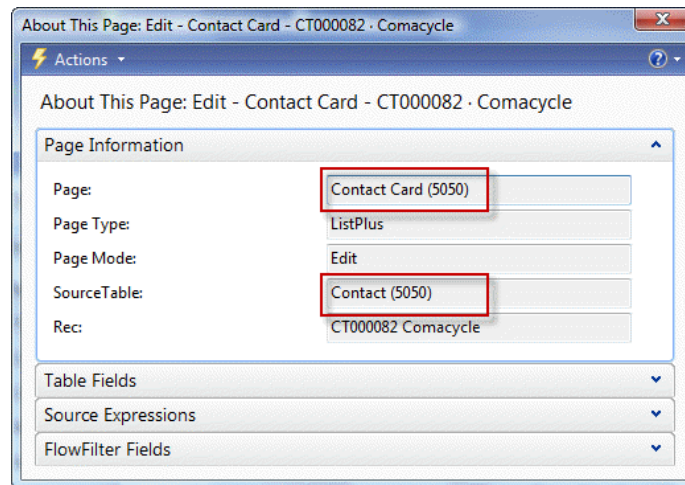 About This Page: Edit - Contact Card - CT000082 · Comacycle
Actions
About This Page: Edit - Contact Card - CT000082 · Comacycle
Page Information
Page: Contact Card (5050)
Page Type: ListPlus
Page Mode: Edit
SourceTable: Contact (5050)
Rec: CT000082 Comacycle
Table Fields
Source Expressions
FlowFilter Fields